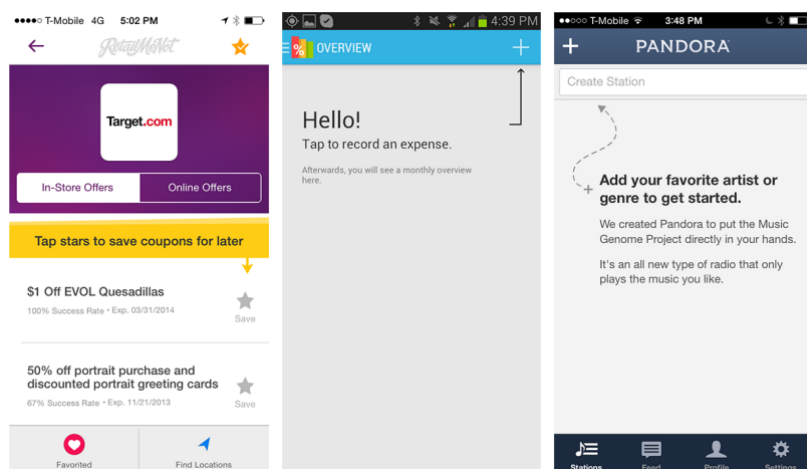 T-Mobile 4G 5:02 PM
RetailMeNot
Target.com
In-Store Offers Online Offers
Tap stars to save coupons for later
$1 Off EVOL Quesadillas
100% Success Rate • Exp. 03/31/2014
Save
50% off portrait purchase and
discounted portrait greeting cards
67% Success Rate • Exp. 11/21/2013
Save
Favorited Find Locations
4:39 PM
% OVERVIEW
Hello!
Tap to record an expense.
Afterwards, you will see a monthly overview
here.
T-Mobile 3:48 PM
PANDORA
Create Station
Add your favorite artist or
genre to get started.
We created Pandora to put the Music
Genome Project directly in your hands.
It's an all new type of radio that only
plays the music you like.
Stations Feed Profile Settings